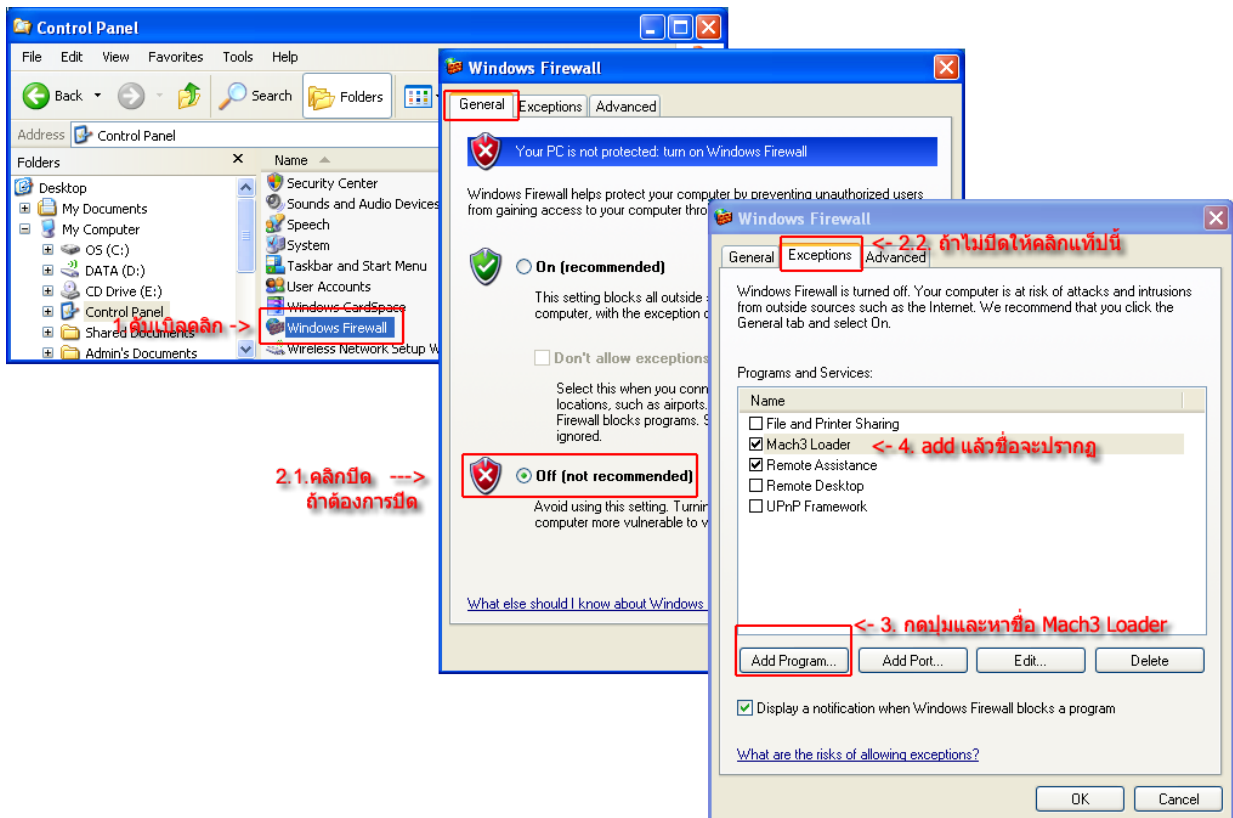 Control Panel
File Edit View Favorites Tools Help
Back Search Folders
Address Control Panel
Folders X Name
Desktop
My Documents
My Computer
OS (C:)
DATA (D:)
CD Drive (E:)
Control Panel
Shared Documents
Admin's Documents
Security Center
Sounds and Audio Devices
Speech
System
Taskbar and Start Menu
User Accounts
Windows CardSpace
1.ดับเบิลคลิก -> Windows Firewall
Wireless Network Setup W
Windows Firewall
General Exceptions Advanced
Your PC is not protected: turn on Windows Firewall
Windows Firewall helps protect your computer by preventing unauthorized users
from gaining access to your computer thro
On (recommended)
This setting blocks all outside
computer, with the exception
Don't allow exceptions
Select this when you conn
locations, such as airports.
Firewall blocks programs.
ignored.
2.1.คลิกปิด --->
ถ้าต้องการปิด
Off (not recommended)
Avoid using this setting. Turnin
computer more vulnerable to v
What else should I know about Windows
Windows Firewall
<- 2.2. ถ้าไม่ปิดให้คลิกแท็ปนี้
General Exceptions Advanced
Windows Firewall is turned off. Your computer is at risk of attacks and intrusions
from outside sources such as the Internet. We recommend that you click the
General tab and select On.
Programs and Services:
Name
File and Printer Sharing
Mach3 Loader <- 4. add แล้วชื่อจะปรากฏ
Remote Assistance
Remote Desktop
UPnP Framework
<- 3. กดปุ่มและหาชื่อ Mach3 Loader
Add Program... Add Port... Edit... Delete
Display a notification when Windows Firewall blocks a program
What are the risks of allowing exceptions?
OK Cancel